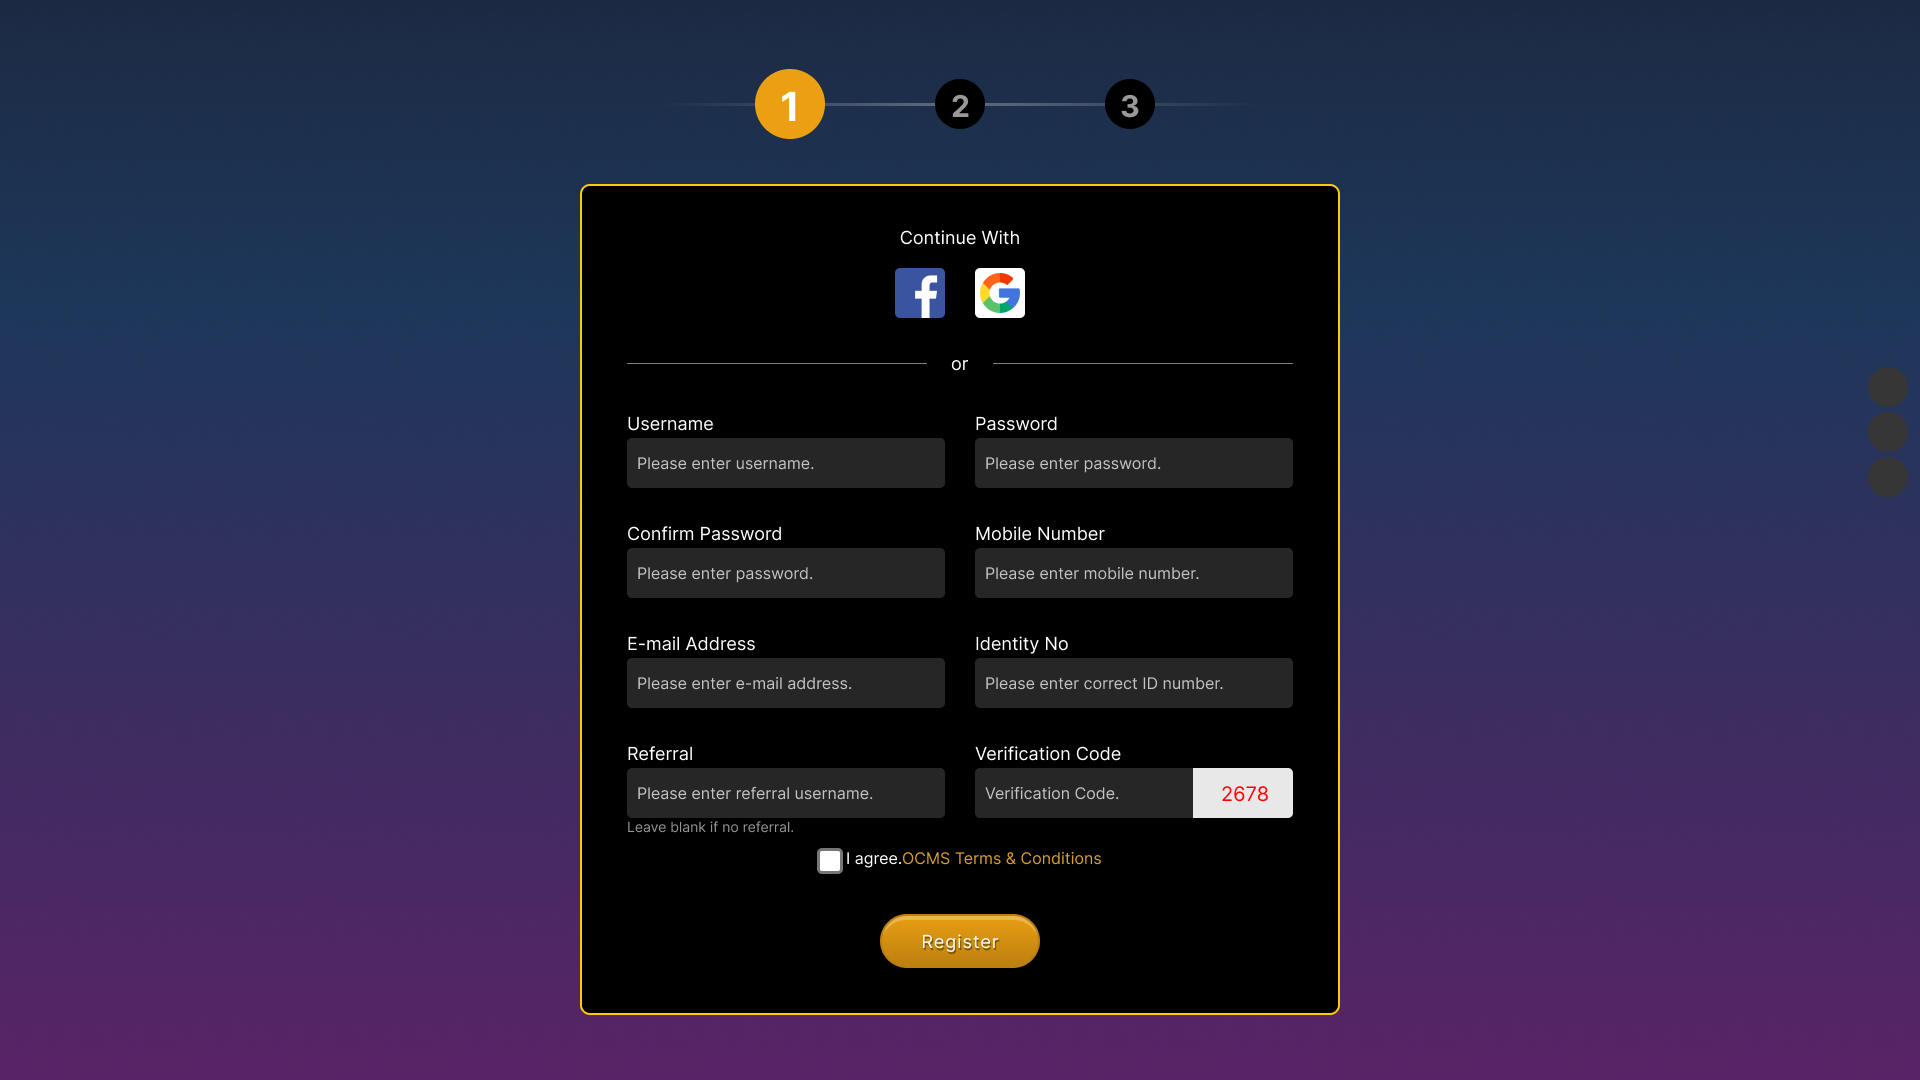 1
2
3
Continue With
or
Username
Password
Please enter username.
Please enter password.
Confirm Password
Mobile Number
Please enter password.
Please enter mobile number.
E-mail Address
Identity No
Please enter e-mail address.
Please enter correct ID number.
Referral
Verification Code
Please enter referral username.
Verification Code.
2678
Leave blank if no referral.
I agree.OCMS Terms & Conditions
Register